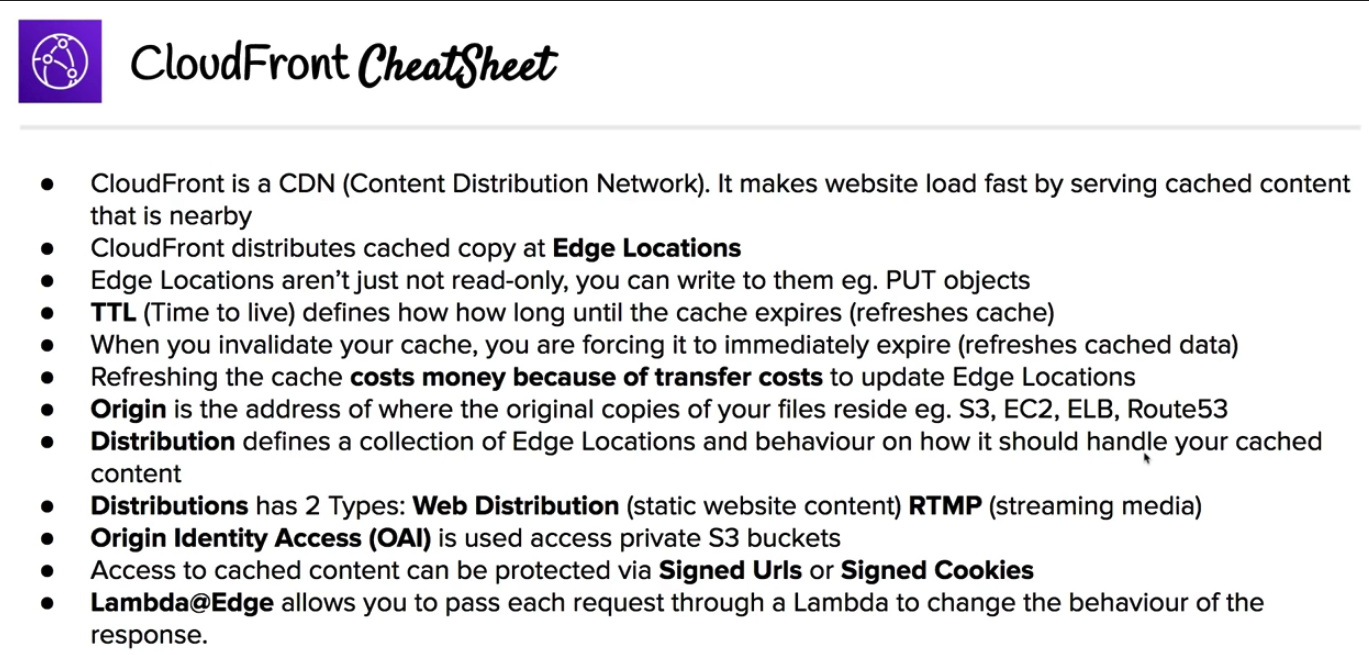 CloudFront CheatSheet
● CloudFront is a CDN (Content Distribution Network). It makes website load fast by serving cached content
that is nearby
● CloudFront distributes cached copy at Edge Locations
● Edge Locations aren’t just not read-only, you can write to them eg. PUT objects
● TTL (Time to live) defines how how long until the cache expires (refreshes cache)
● When you invalidate your cache, you are forcing it to immediately expire (refreshes cached data)
● Refreshing the cache costs money because of transfer costs to update Edge Locations
● Origin is the address of where the original copies of your files reside eg. S3, EC2, ELB, Route53
● Distribution defines a collection of Edge Locations and behaviour on how it should handle your cached
content
● Distributions has 2 Types: Web Distribution (static website content) RTMP (streaming media)
● Origin Identity Access (OAI) is used access private S3 buckets
● Access to cached content can be protected via Signed Urls or Signed Cookies
● Lambda@Edge allows you to pass each request through a Lambda to change the behaviour of the
response.